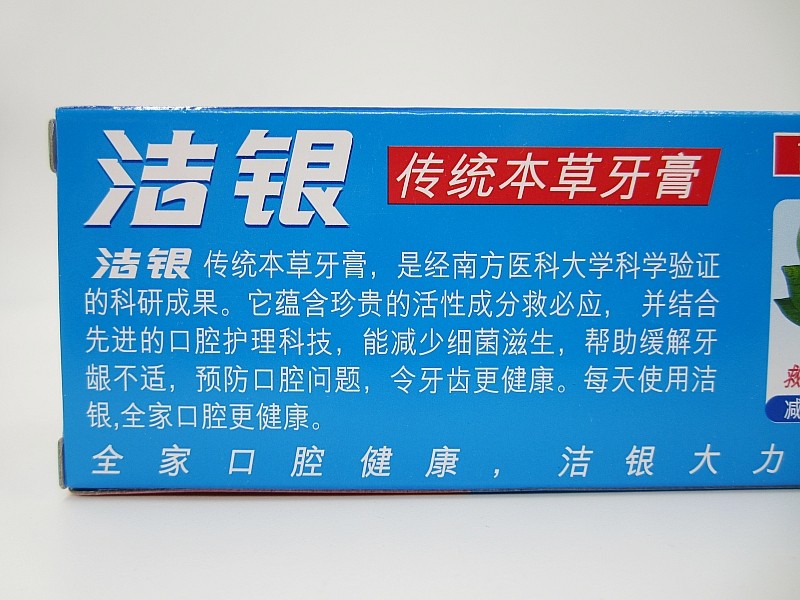 洁银
传统本草牙膏
洁银 传统本草牙膏，是经南方医科大学科学验证
的科研成果。它蕴含珍贵的活性成分救必应， 并结合
先进的口腔护理科技，能减少细菌滋生，帮助缓解牙
龈不适，预防口腔问题，令牙齿更健康。每天使用洁
银,全家口腔更健康。
全家口腔健康，洁银大力
减